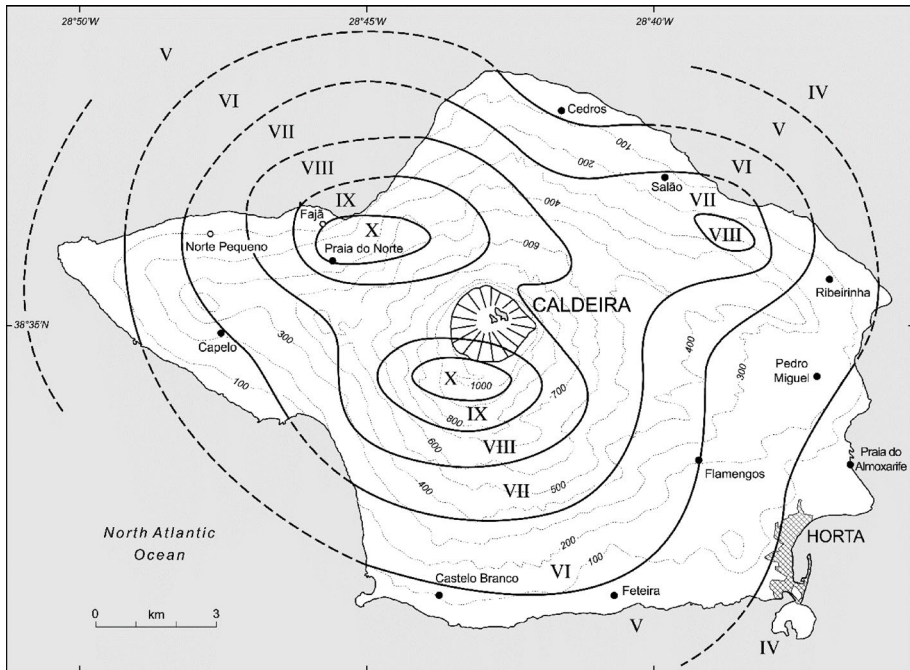 28°50'W
28°45'W
28°40'W
V
IV
VI
Cedros
V
VII
100
VIII
200
VI
Salão
IX
400
VII
Fajã
X
VIII
Norte Pequeno
Praia do Norte
600
Ribeirinha
CALDEIRA
38°35'N
300
Capelo
400
300
Pedro
Miguel
X
1000
100
700
IX
800
VIII
600
Praia do
Almoxarife
Flamengos
VII
500
400
North Atlantic
Ocean
HORTA
200
100
VI
Castelo Branco
Feteira
0
3
km
V
IV